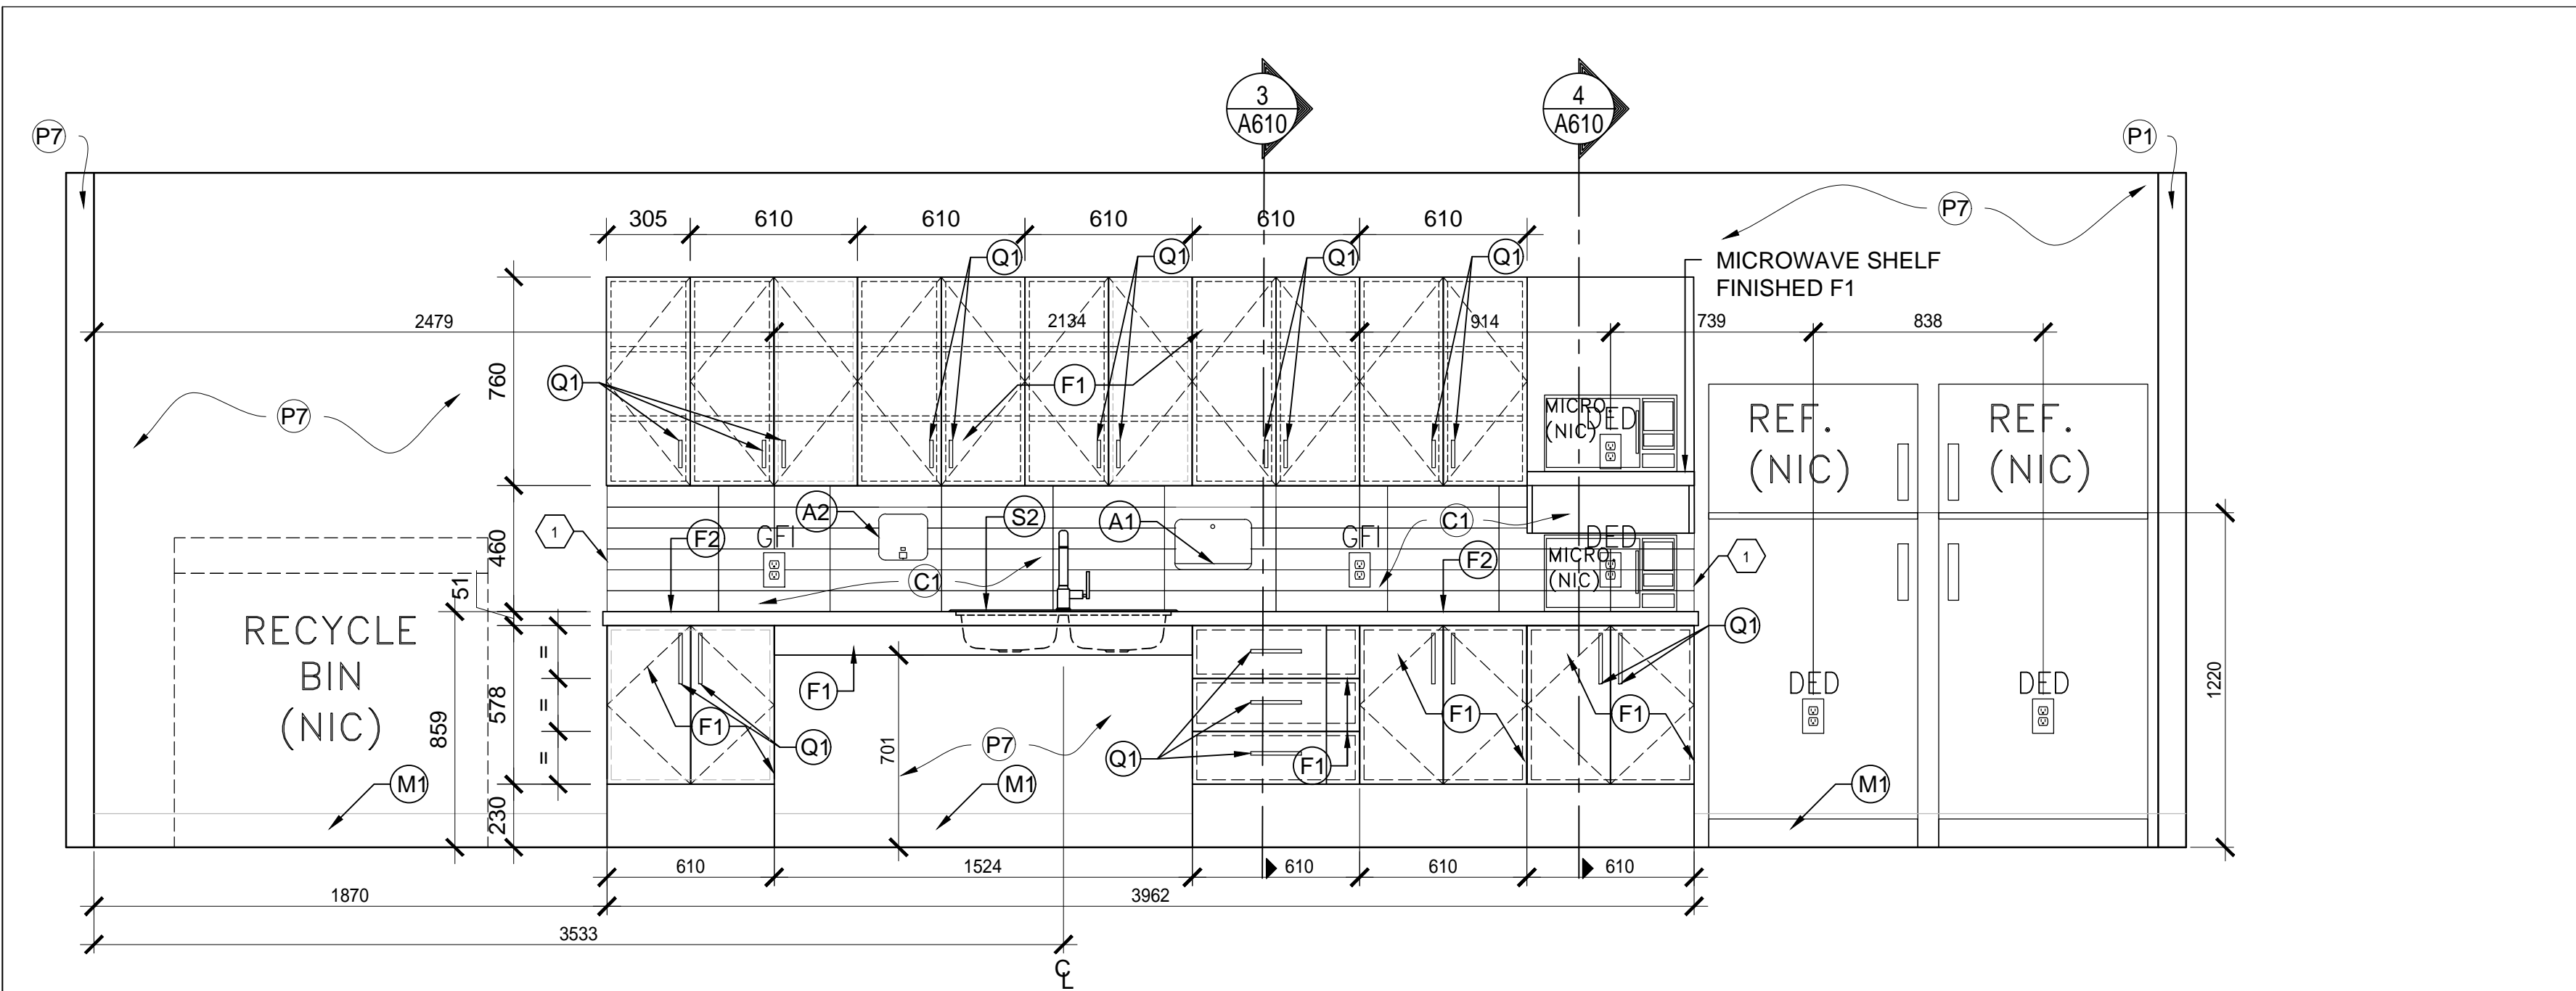 3
A610
4
A610
P7
P1
P7
305
610
610
610
610
610
Q1
Q1
Q1
Q1
MICROWAVE SHELF
FINISHED F1
2479
2134
914
739
838
760
Q1
F1
P7
MICRO
(NIC)
DED
REF.
(NIC)
REF.
(NIC)
A2
S2
A1
C1
F2
GFI
GFI
1
460
DED
MICRO
(NIC)
F2
1
C1
51
RECYCLE
BIN
(NIC)
Q1
=
F1
578
=
DED
DED
1220
859
F1
Q1
701
P7
F1
F1
Q1
F1
=
M1
M1
M1
230
610
1524
610
610
610
1870
3962
3533
CL